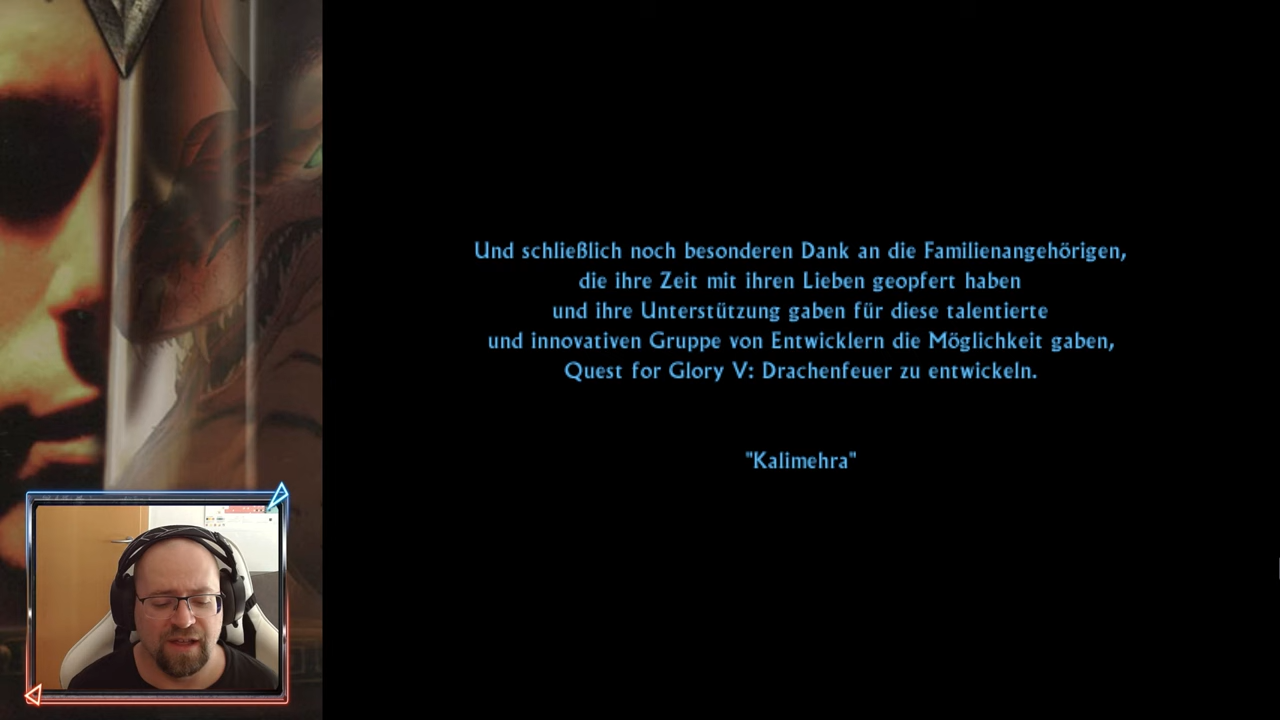 Und schließlich noch besonderen Dank an die Familienangehörigen,
die ihre Zeit mit ihren Lieben geopfert haben
und ihre Unterstützung gaben für diese talentierte
und innovativen Gruppe von Entwicklern die Möglichkeit gaben,
Quest for Glory V: Drachenfeuer zu entwickeln.
"Kalimehra"